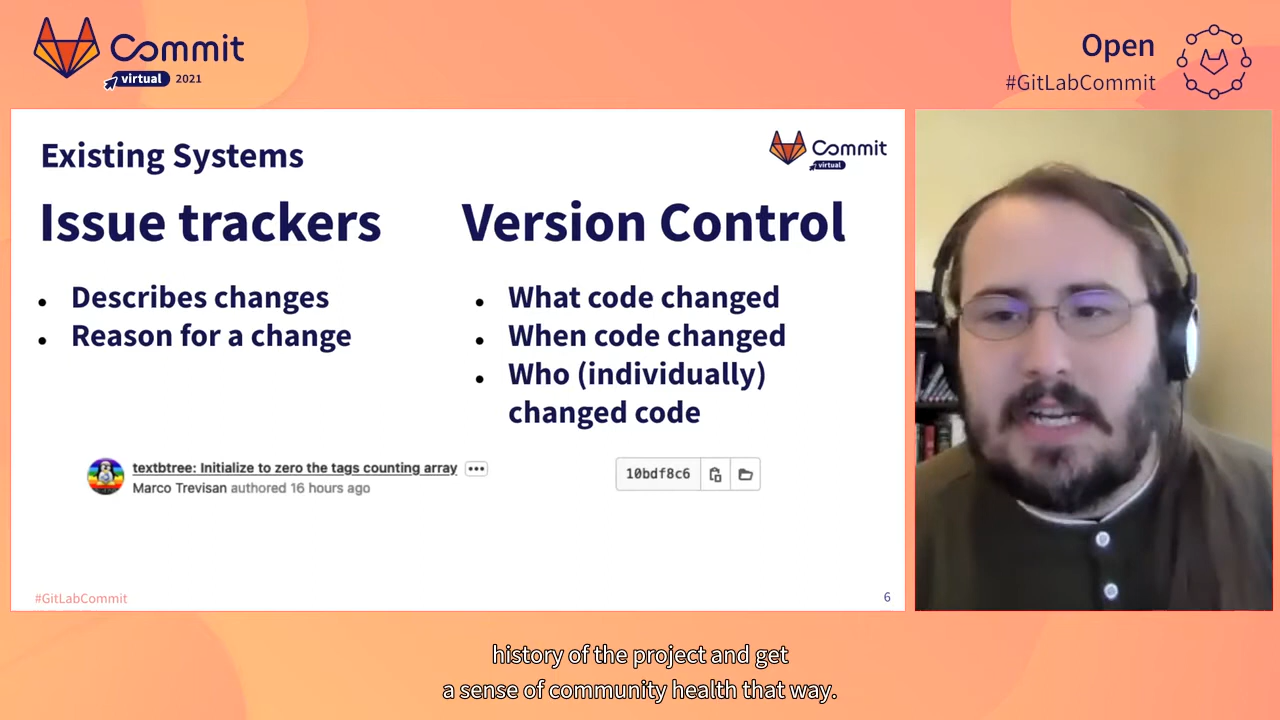 Commit
virtual 2021
Open
#GitLabCommit
Existing Systems
Commit
virtual
Issue trackers
Describes changes
Reason for a change
Version Control
What code changed
When code changed
Who (individually)
changed code
textbtree: Initialize to zero the tags counting array
Marco Trevisan authored 16 hours ago
10bdf8c6
#GitLabCommit
6
history of the project and get
a sense of community health that way.